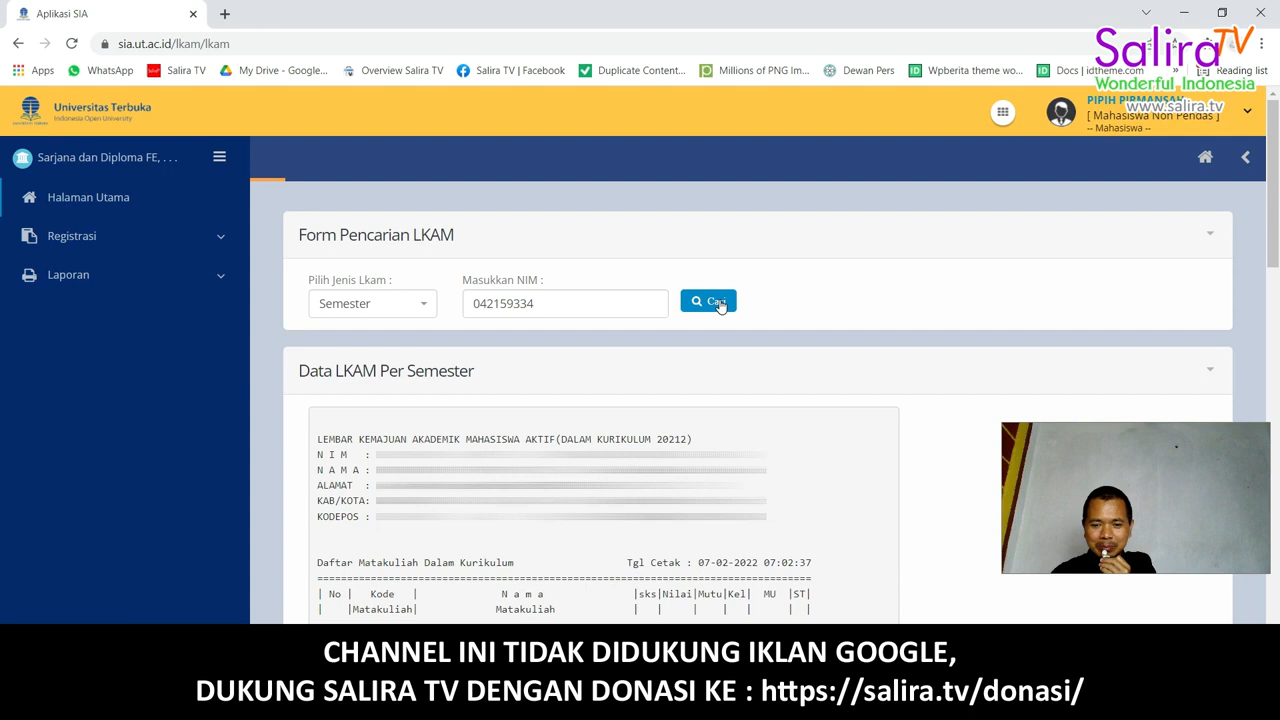 Aplikasi SIA
sia.ut.ac.id/lkam/lkam
Salira TV
Wonderful Indonesia
www.salira.tv
Apps WhatsApp Salira TV My Drive - Google... Overview Salira TV Salira TV | Facebook Duplicate Content... Millions of PNG Im... Dewan Pers Wpberita theme wo... Docs | idtheme.com » Reading list
Universitas Terbuka
Indonesia Open University
PIPIH PIRMANSAH
[ Mahasiswa Non Pendas ]
-- Mahasiswa --
Sarjana dan Diploma FE, . . .
Halaman Utama
Registrasi
Laporan
Form Pencarian LKAM
Pilih Jenis Lkam : Masukkan NIM :
Semester 042159334 Cari
Data LKAM Per Semester
LEMBAR KEMAJUAN AKADEMIK MAHASISWA AKTIF(DALAM KURIKULUM 20212)
N I M :
N A M A :
ALAMAT :
KAB/KOTA:
KODEPOS :
Daftar Matakuliah Dalam Kurikulum Tgl Cetak : 07-02-2022 07:02:37
| No | Kode | N a m a |sks|Nilai|Mutu|Kel| MU |ST|
| |Matakuliah| Matakuliah | | | | | | |
CHANNEL INI TIDAK DIDUKUNG IKLAN GOOGLE,
DUKUNG SALIRA TV DENGAN DONASI KE : https://salira.tv/donasi/